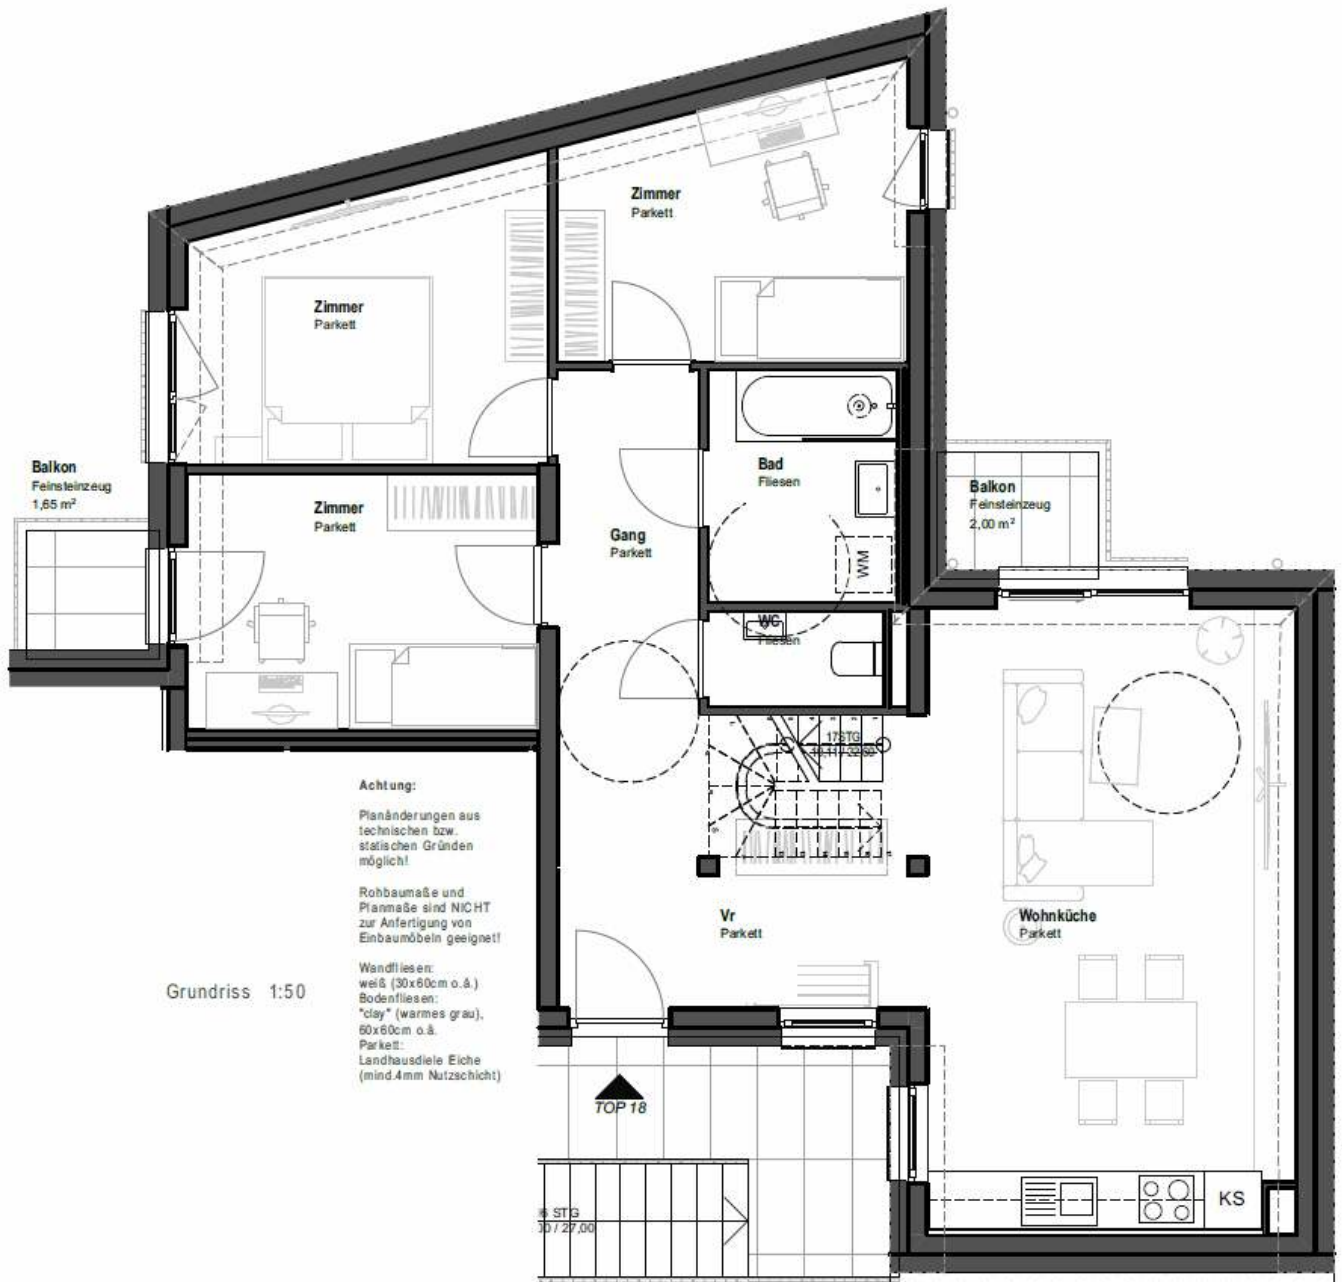 Zimmer
Parkett
Zimmer
Parkett
Balkon
Feinsteinzeug
1,65 m²
Zimmer
Parkett
Bad
Fliesen
Balkon
Feinsteinzeug
2,00 m²
Gang
Parkett
WM
WC
Fliesen
17STG
Achtung:
Planänderungen aus
technischen bzw.
statischen Gründen
möglich!
Rohbaumaße und
Planmaße sind NICHT
zur Anfertigung von
Einbaumöbeln geeignet!
Wandfliesen:
weiß (30x60cm o.ä.)
Bodenfliesen:
"clay" (warmes grau),
60x60cm o.ä.
Parkett:
Landhausdiele Eiche
(mind.4mm Nutzschicht)
Grundriss 1:50
Vr
Parkett
Wohnküche
Parkett
TOP 18
KS
STG
/ 27,00